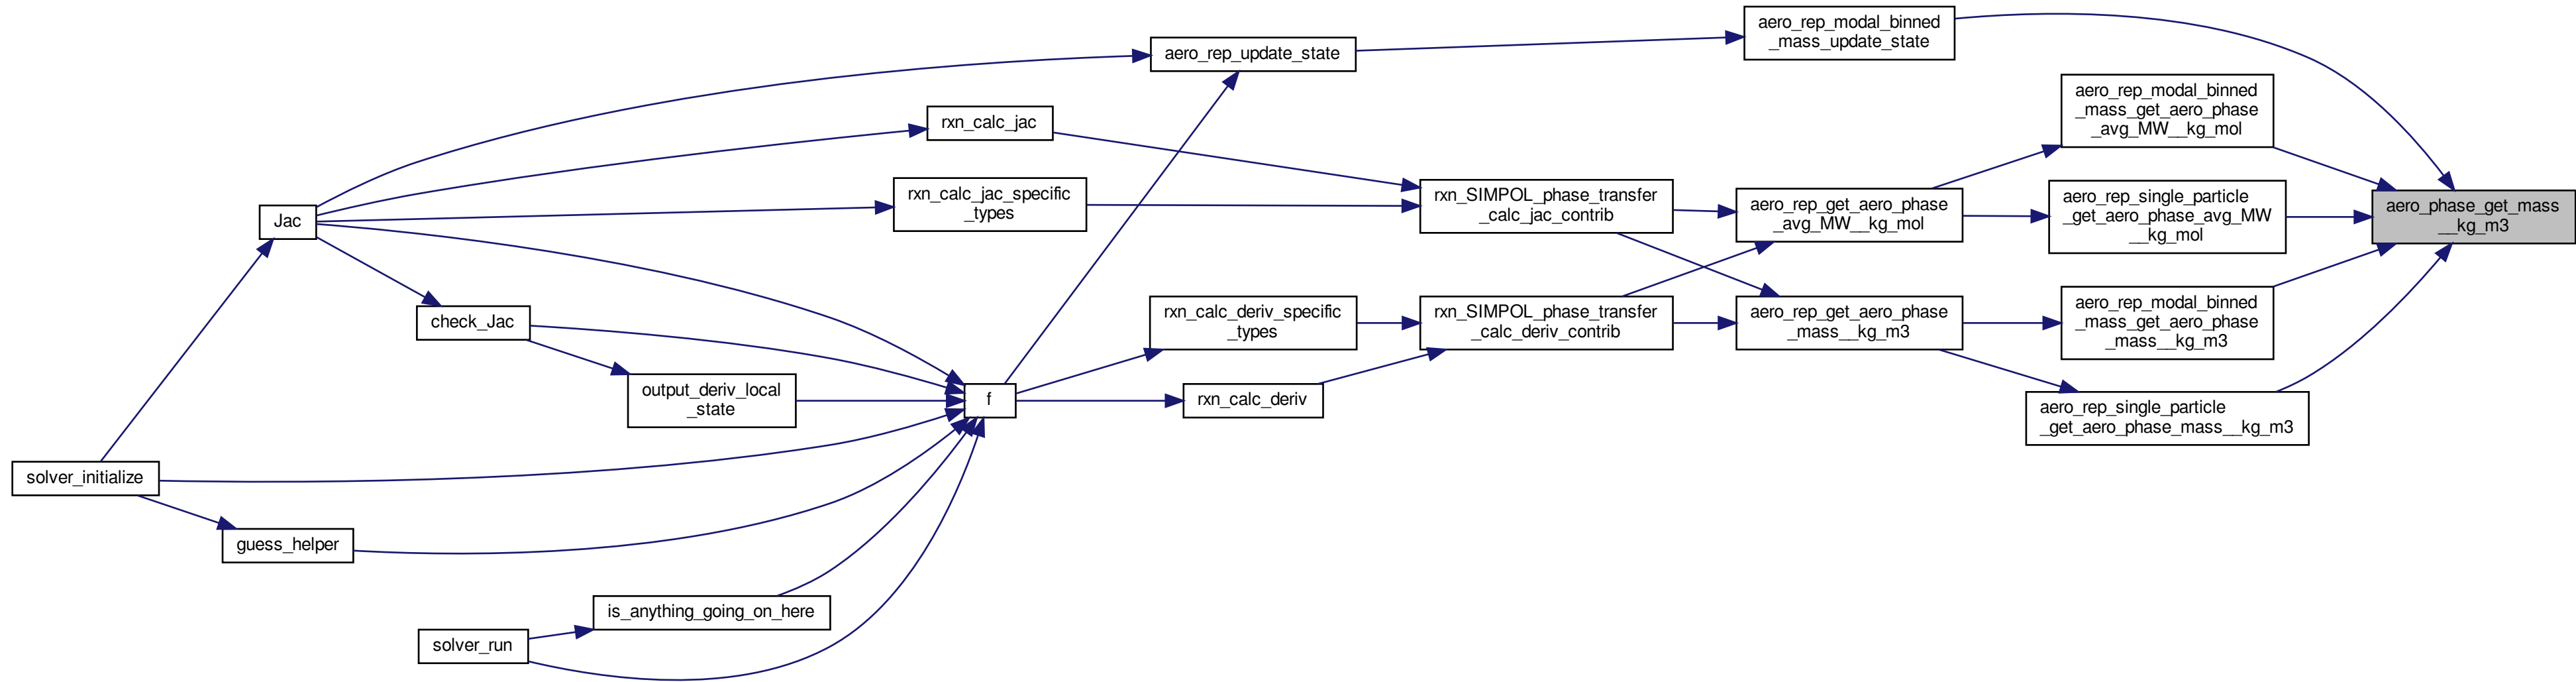 aero_rep_modal_binned
_mass_update_state
aero_rep_update_state
aero_rep_modal_binned
_mass_get_aero_phase
_avg_MW__kg_mol
rxn_calc_jac
rxn_calc_jac_specific
_types
rxn_SIMPOL_phase_transfer
_calc_jac_contrib
aero_rep_get_aero_phase
_avg_MW__kg_mol
aero_rep_single_particle
_get_aero_phase_avg_MW
__kg_mol
aero_phase_get_mass
__kg_m3
Jac
check_Jac
rxn_calc_deriv_specific
_types
rxn_SIMPOL_phase_transfer
_calc_deriv_contrib
aero_rep_get_aero_phase
_mass__kg_m3
aero_rep_modal_binned
_mass_get_aero_phase
_mass__kg_m3
output_deriv_local
_state
f
rxn_calc_deriv
aero_rep_single_particle
_get_aero_phase_mass__kg_m3
solver_initialize
guess_helper
is_anything_going_on_here
solver_run